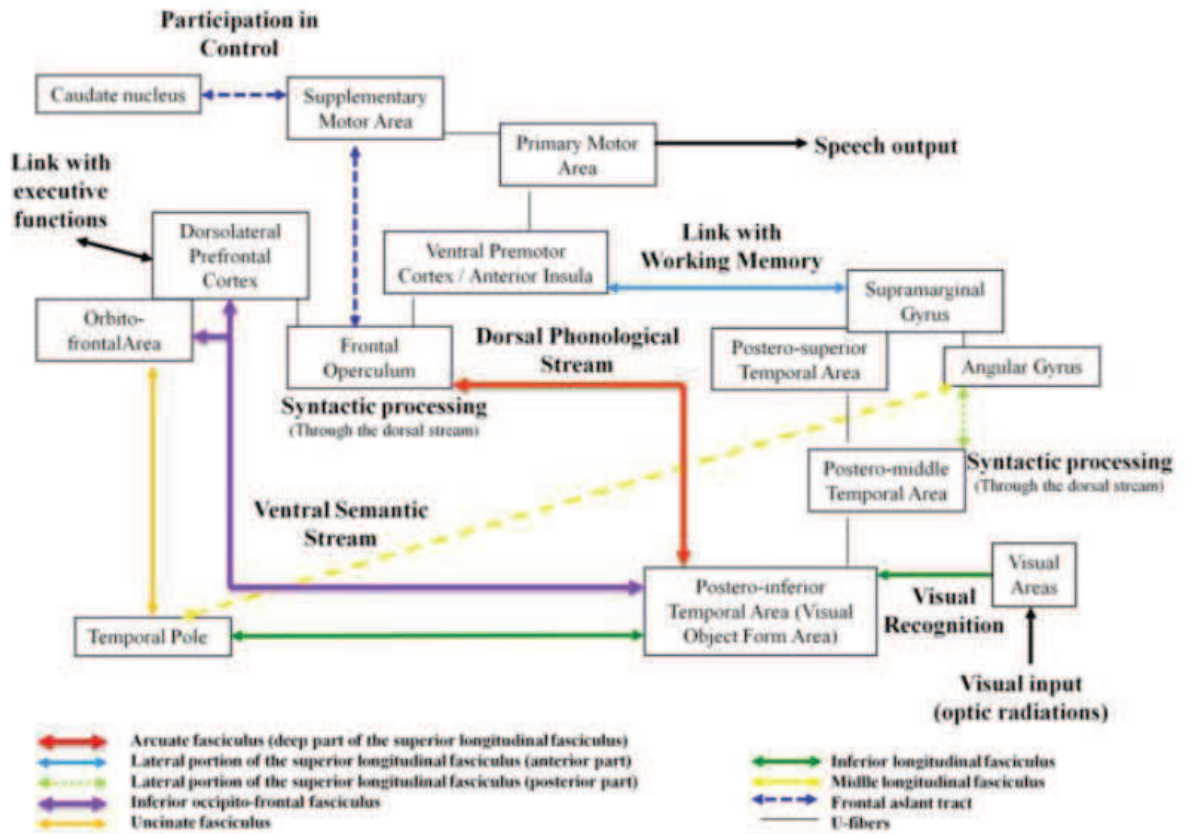 Participation in
Control
Caudate nucleus
Supplementary
Motor Area
Primary Motor
Area
Speech output
Link with
executive
functions
Dorsolateral
Prefrontal
Cortex
Ventral Premotor
Cortex / Anterior Insula
Link with
Working Memory
Supramarginal
Gyrus
Orbito-
frontalArea
Frontal
Operculum
Dorsal Phonological
Stream
Postero-superior
Temporal Area
Angular Gyrus
Syntactic processing
(Through the dorsal stream)
Postero-middle
Temporal Area
Syntactic processing
(Through the dorsal stream)
Ventral Semantic
Stream
Postero-inferior
Temporal Area (Visual
Object Form Area)
Visual
Areas
Visual
Recognition
Temporal Pole
Visual input
(optic radiations)
Arcuate fasciculus (deep part of the superior longitudinal fasciculus)
Lateral portion of the superior longitudinal fasciculus (anterior part)
Lateral portion of the superior longitudinal fasciculus (posterior part)
Inferior occipito-frontal fasciculus
Uncinate fasciculus
Inferior longitudinal fasciculus
Midlle longitudinal fasciculus
Frontal aslant tract
U-fibers